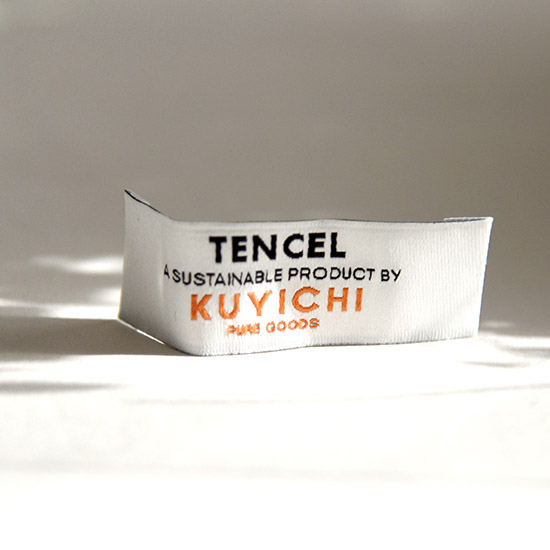 TENCEL
A SUSTAINABLE PRODUCT BY
KUYICHI
PURE GOODS